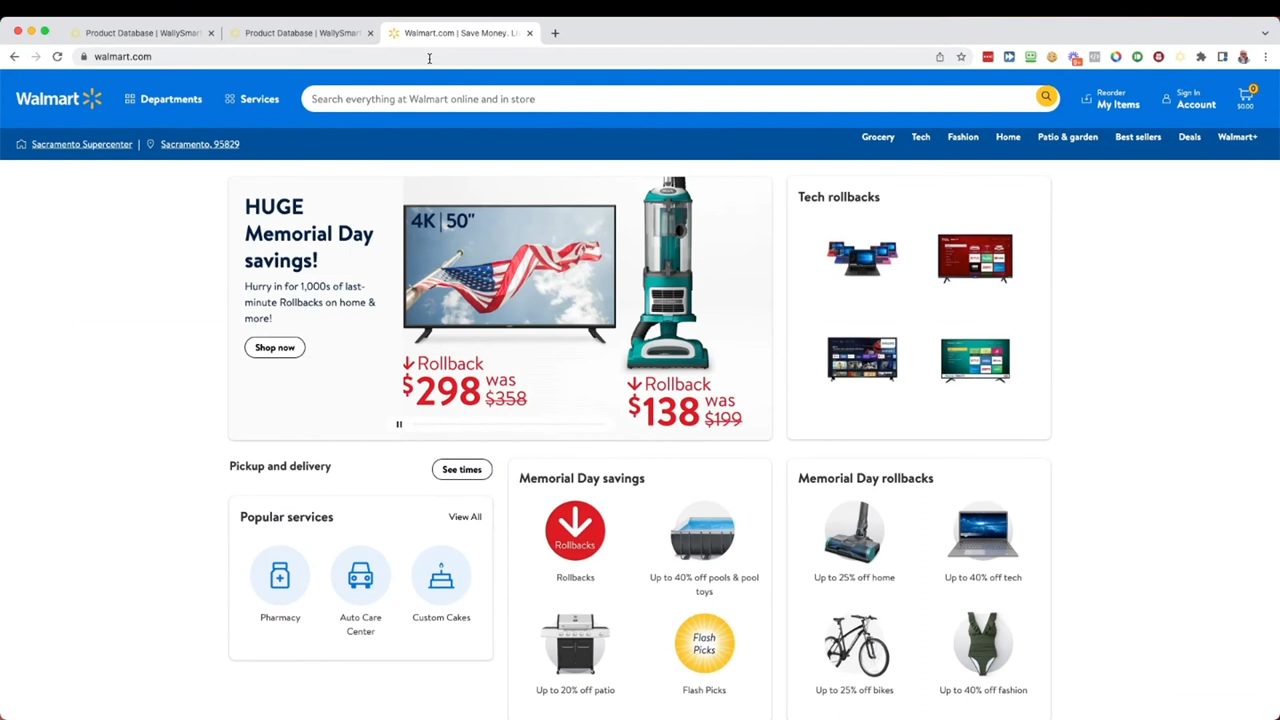 Product Database | WallySmart
Product Database | WallySmart
Walmart.com | Save Money. Li
walmart.com
Walmart
Departments
Services
Search everything at Walmart online and in store
Reorder
My Items
Sign In
Account
0
$0.00
Sacramento Supercenter | Sacramento, 95829
Grocery
Tech
Fashion
Home
Patio & garden
Best sellers
Deals
Walmart+
HUGE
Memorial Day
savings!
Hurry in for 1,000s of last-
minute Rollbacks on home &
more!
Shop now
4K | 50"
Rollback
$298 was
$358
Rollback
$138 was
$199
Tech rollbacks
Pickup and delivery
See times
Popular services
View All
Pharmacy
Auto Care
Center
Custom Cakes
Memorial Day savings
Rollbacks
Rollbacks
Up to 40% off pools & pool
toys
Up to 20% off patio
Flash
Picks
Flash Picks
Memorial Day rollbacks
Up to 25% off home
Up to 40% off tech
Up to 25% off bikes
Up to 40% off fashion